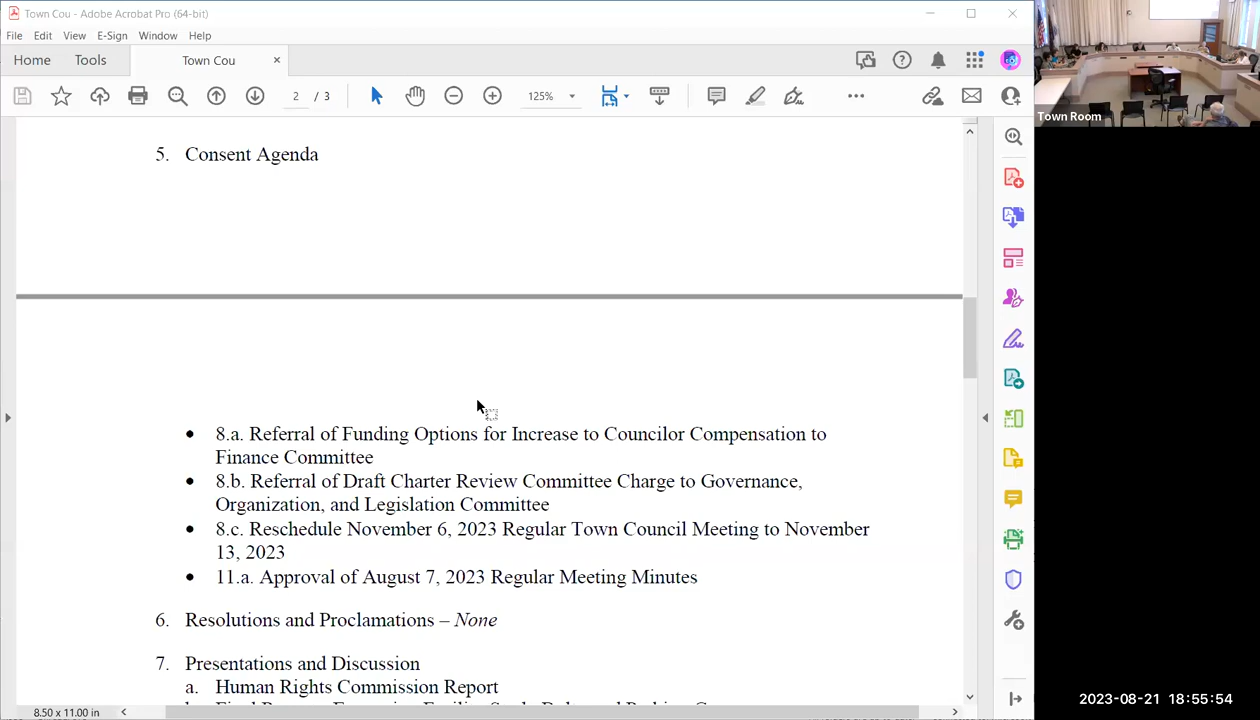 Town Cou - Adobe Acrobat Pro (64-bit)
File Edit View E-Sign Window Help
Home Tools Town Cou
2 / 3 125%
Town Room
5. Consent Agenda
• 8.a. Referral of Funding Options for Increase to Councilor Compensation to
Finance Committee
• 8.b. Referral of Draft Charter Review Committee Charge to Governance,
Organization, and Legislation Committee
• 8.c. Reschedule November 6, 2023 Regular Town Council Meeting to November
13, 2023
• 11.a. Approval of August 7, 2023 Regular Meeting Minutes
6. Resolutions and Proclamations – None
7. Presentations and Discussion
a. Human Rights Commission Report
8.50 x 11.00 in
2023-08-21 18:55:54